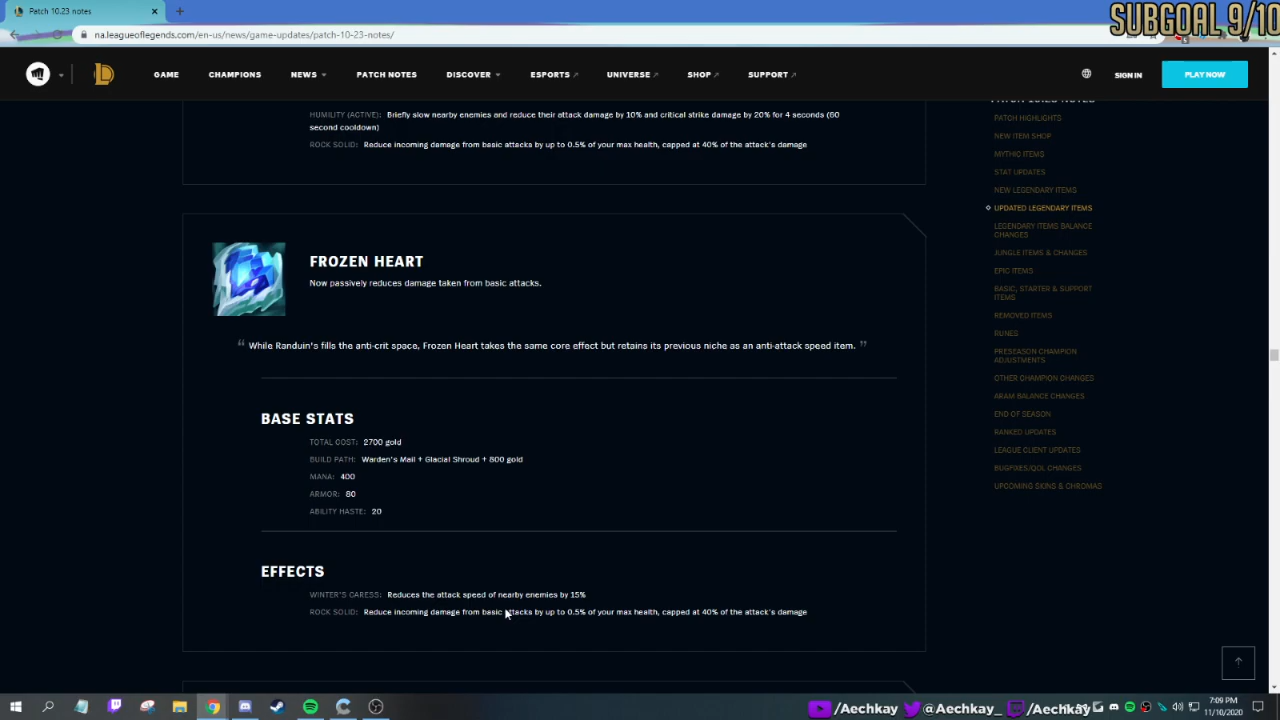 Patch 10.23 notes
SUBGOAL 9/10
na.leagueoflegends.com/en-us/news/game-updates/patch-10-23-notes/
GAME CHAMPIONS NEWS PATCH NOTES DISCOVER ESPORTS UNIVERSE SHOP SUPPORT SIGN IN PLAY NOW
HUMILITY (ACTIVE): Briefly slow nearby enemies and reduce their attack damage by 10% and critical strike damage by 20% for 4 seconds (60
second cooldown)
ROCK SOLID: Reduce incoming damage from basic attacks by up to 0.5% of your max health, capped at 40% of the attack's damage
FROZEN HEART
Now passively reduces damage taken from basic attacks.
“ While Randuin's fills the anti-crit space, Frozen Heart takes the same core effect but retains its previous niche as an anti-attack speed item. ”
BASE STATS
TOTAL COST: 2700 gold
BUILD PATH: Warden's Mail + Glacial Shroud + 800 gold
MANA: 400
ARMOR: 80
ABILITY HASTE: 20
EFFECTS
WINTER'S CARESS: Reduces the attack speed of nearby enemies by 15%
ROCK SOLID: Reduce incoming damage from basic attacks by up to 0.5% of your max health, capped at 40% of the attack's damage
PATCH 10.23 NOTES
PATCH HIGHLIGHTS
NEW ITEM SHOP
MYTHIC ITEMS
STAT UPDATES
NEW LEGENDARY ITEMS
UPDATED LEGENDARY ITEMS
LEGENDARY ITEMS BALANCE
CHANGES
JUNGLE ITEMS & CHANGES
EPIC ITEMS
BASIC, STARTER & SUPPORT
ITEMS
REMOVED ITEMS
RUNES
PRESEASON CHAMPION
ADJUSTMENTS
OTHER CHAMPION CHANGES
ARAM BALANCE CHANGES
END OF SEASON
RANKED UPDATES
LEAGUE CLIENT UPDATES
BUGFIXES/QOL CHANGES
UPCOMING SKINS & CHROMAS
/Aechkay @Aechkay_ /Aechkay
7:09 PM
11/10/2020